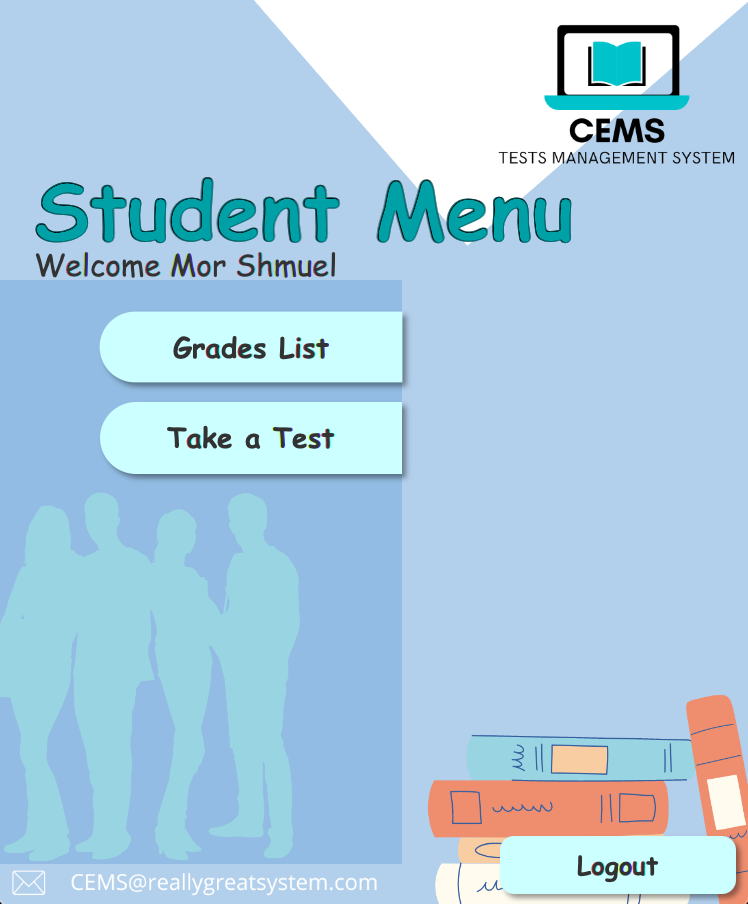 CEMS
TESTS MANAGEMENT SYSTEM
Student Menu
Welcome Mor Shmuel
Grades List
Take a Test
Logout
CEMS@reallygreatsystem.com